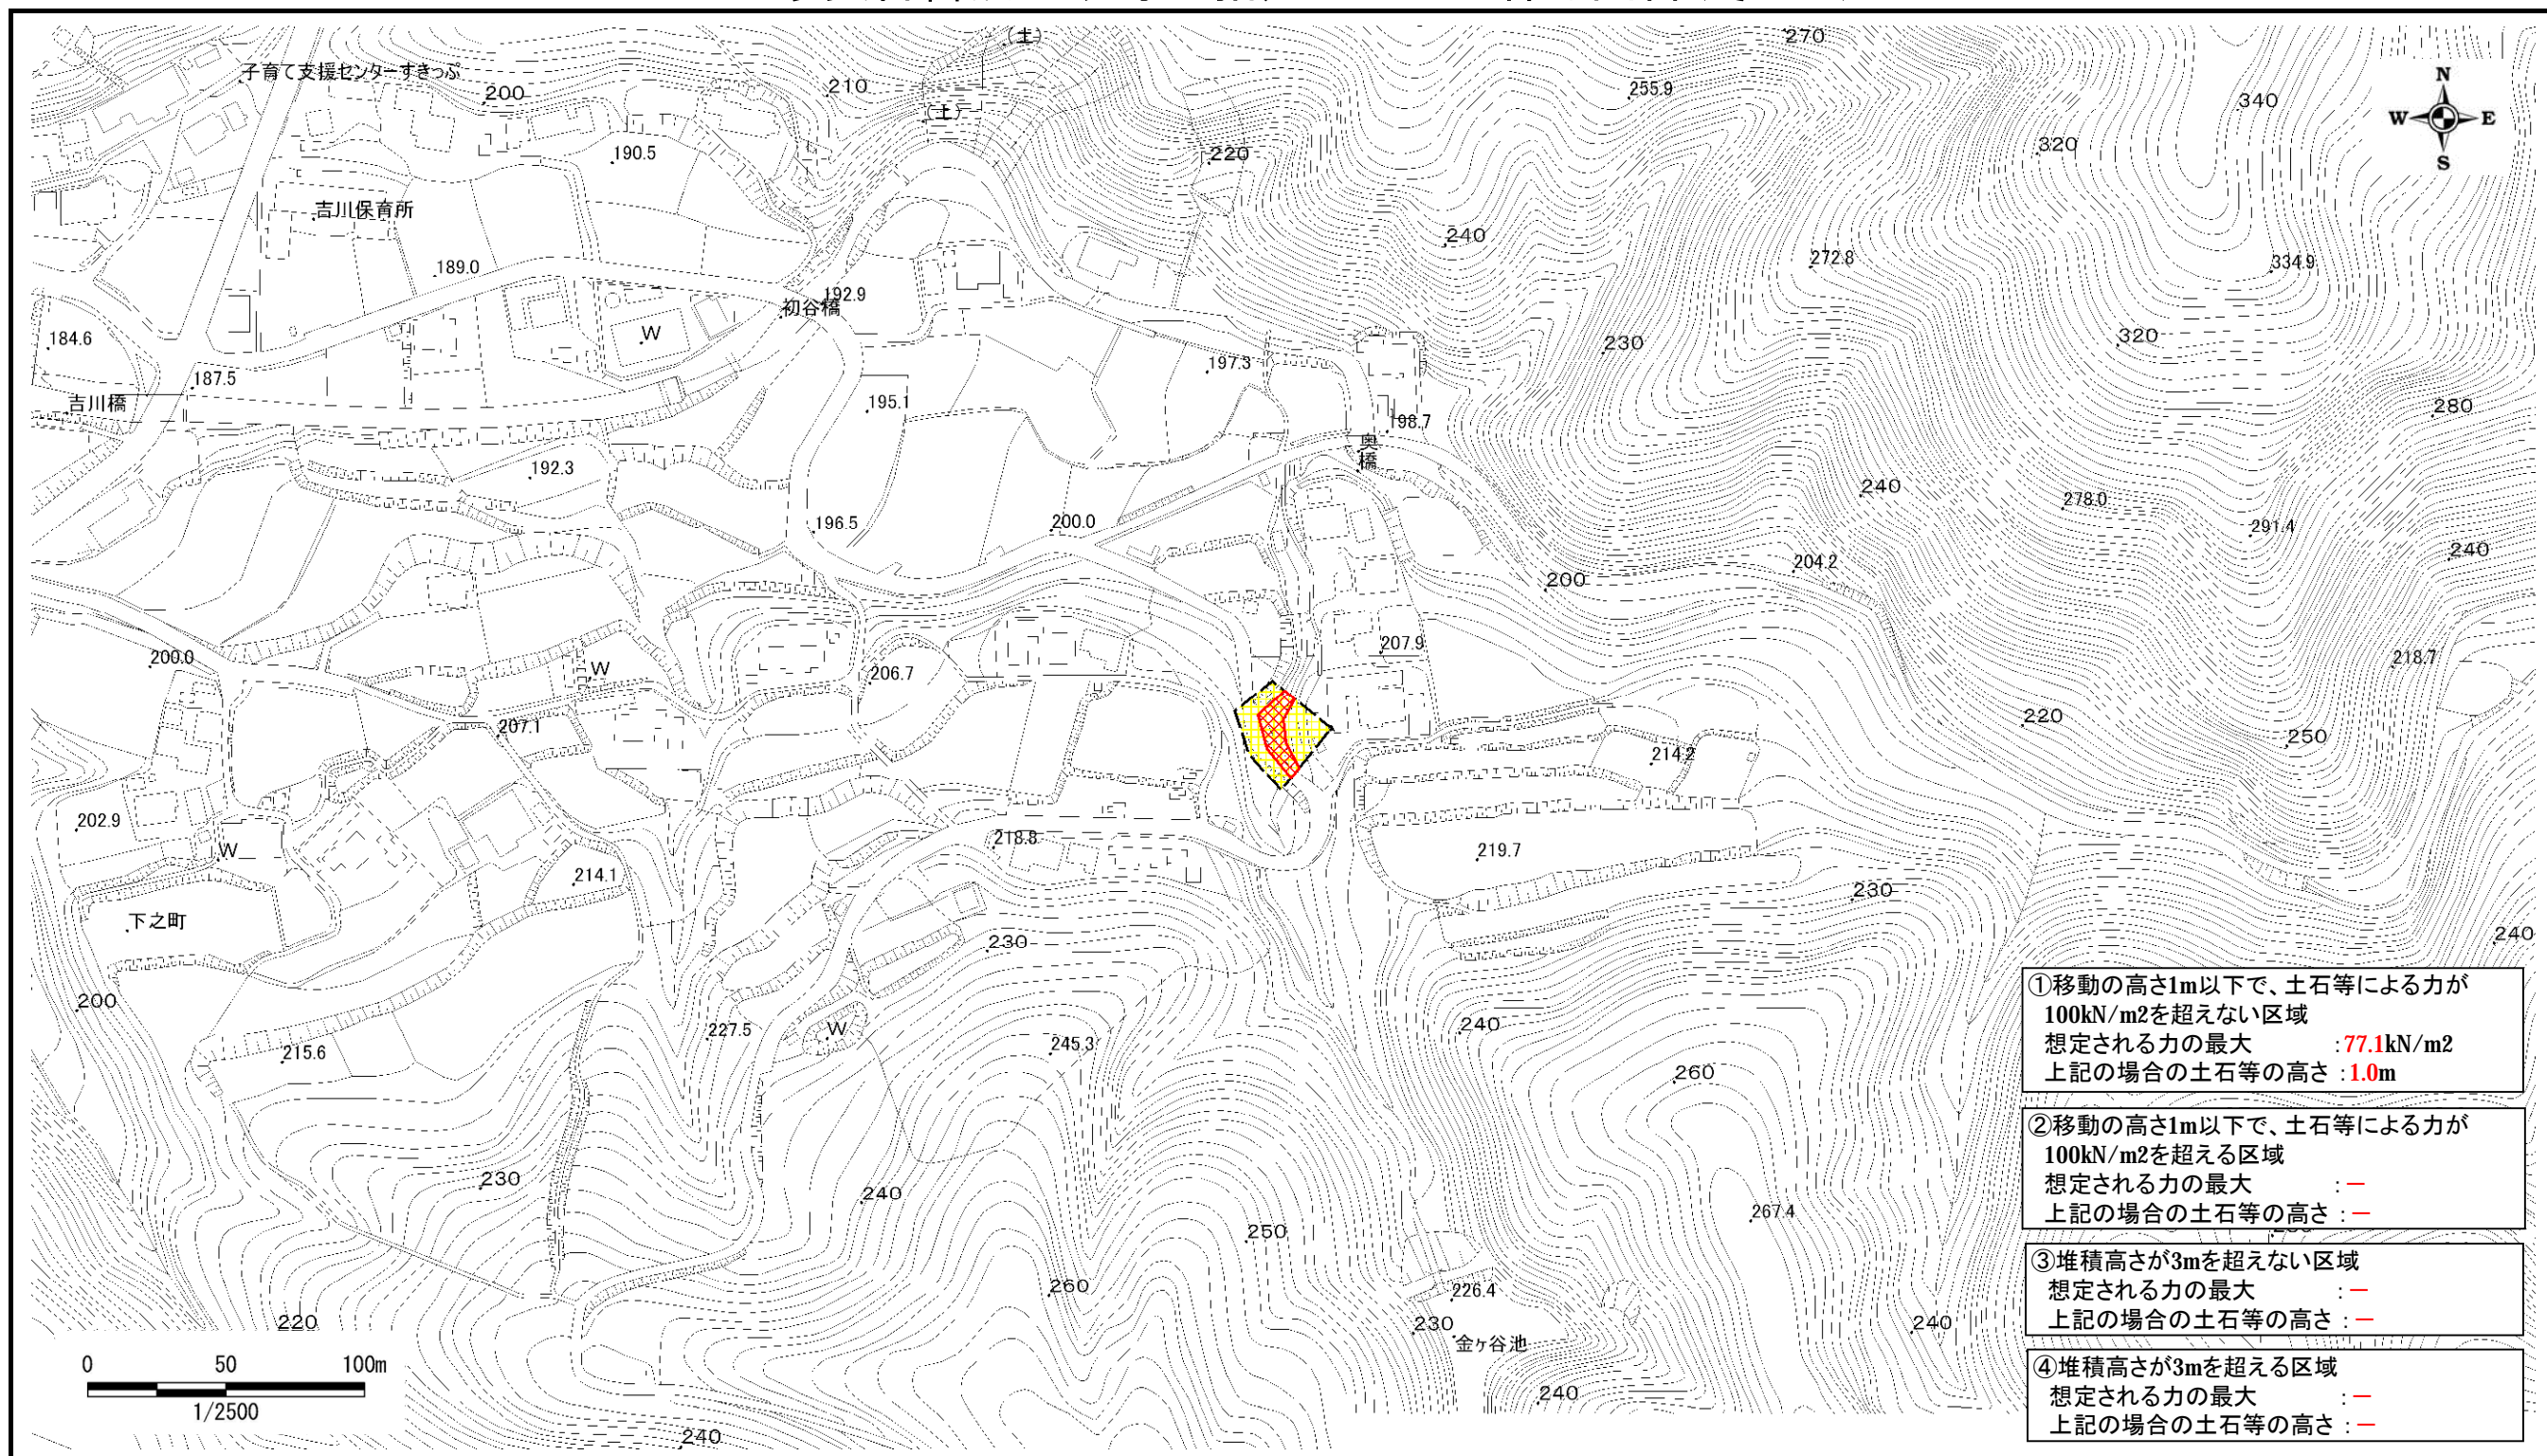 (土)
270
子育て支援センターすきっぷ
200
210
255.9
340
N
W
E
S
(土)
190.5
220
320
吉川保育所
240
189.0
272.8
334.9
192.9
初谷橋
184.6
W
230
320
197.3
187.5
吉川橋
195.1
280
198.7
奥橋
192.3
240
278.0
196.5
200.0
291.4
240
204.2
200
200.0
W
206.7
207.9
218.7
207.1
220
250
214.2
202.9
W
218.8
219.7
214.1
230
下之町
230
240
200
227.5
W
240
215.6
245.3
260
230
240
267.4
250
260
226.4
220
230
240
金ヶ谷池
240
240
①移動の高さ1m以下で、土石等による力が
100kN/m2を超えない区域
想定される力の最大 :77.1kN/m2
上記の場合の土石等の高さ :1.0m
②移動の高さ1m以下で、土石等による力が
100kN/m2を超える区域
想定される力の最大 :ー
上記の場合の土石等の高さ :ー
③堆積高さが3mを超えない区域
想定される力の最大 :ー
上記の場合の土石等の高さ :ー
④堆積高さが3mを超える区域
想定される力の最大 :ー
上記の場合の土石等の高さ :ー
0 50 100m
1/2500